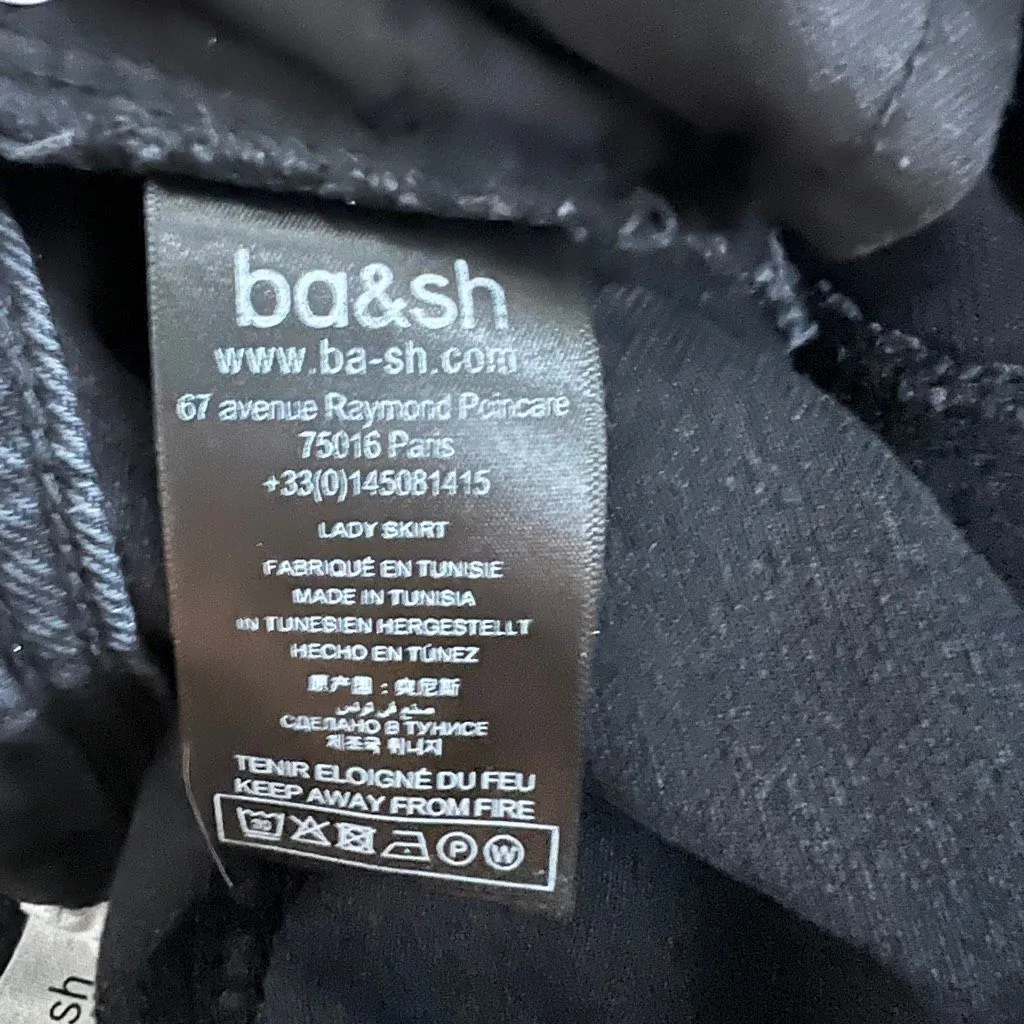 ba&sh
www.ba-sh.com
67 avenue Raymond Poincare
75016 Paris
+33(0)145081415
LADY SKIRT
FABRIQUÉ EN TUNISIE
MADE IN TUNISIA
IN TUNESIEN HERGESTELLT
HECHO EN TÚNEZ
原产国：突尼斯
صنع في تونس
СДЕЛАНО В ТУНИСЕ
제조국 튀니지
TENIR ELOIGNÉ DU FEU
KEEP AWAY FROM FIRE
30 P W
sh